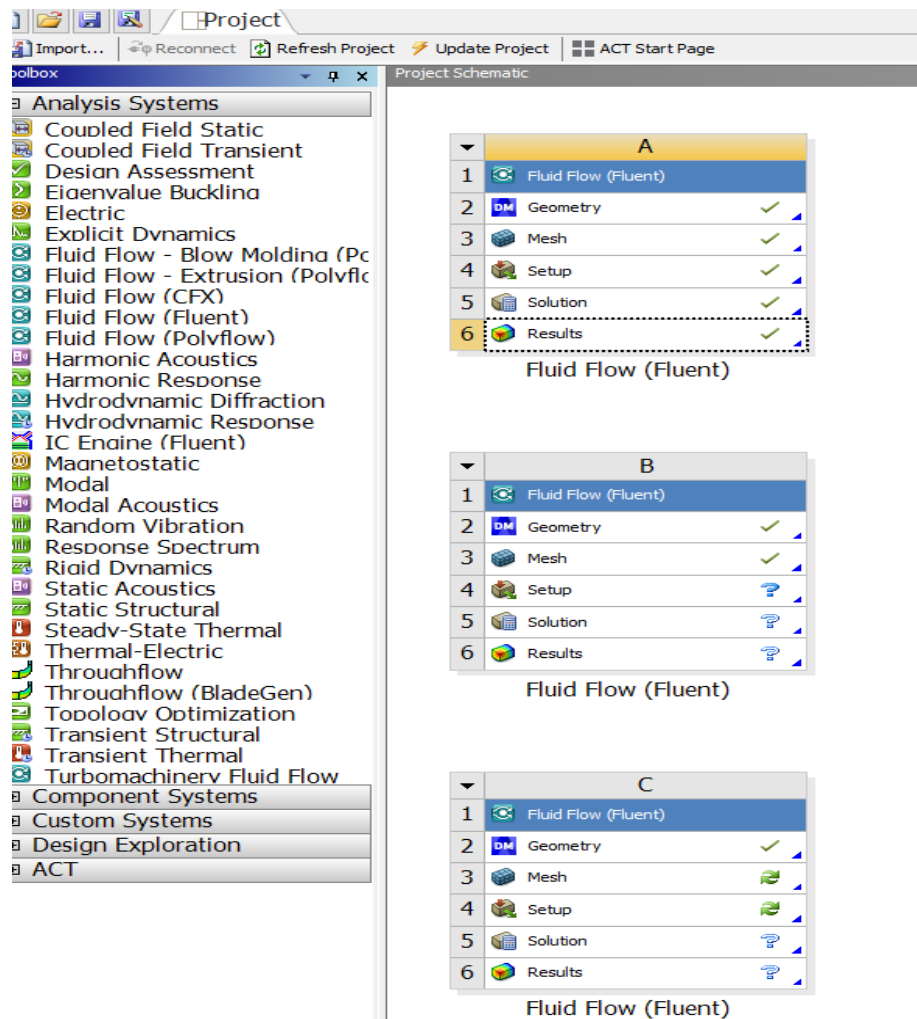 Project
Import... Reconnect Refresh Project Update Project ACT Start Page
oolbox
Project Schematic
Analysis Systems
Coupled Field Static
Coupled Field Transient
Design Assessment
Eigenvalue Buckling
Electric
Explicit Dynamics
Fluid Flow - Blow Molding (Pc
Fluid Flow - Extrusion (Polyflc
Fluid Flow (CFX)
Fluid Flow (Fluent)
Fluid Flow (Polyflow)
Harmonic Acoustics
Harmonic Response
Hydrodynamic Diffraction
Hydrodynamic Response
IC Engine (Fluent)
Magnetostatic
Modal
Modal Acoustics
Random Vibration
Response Spectrum
Rigid Dynamics
Static Acoustics
Static Structural
Steady-State Thermal
Thermal-Electric
Throughflow
Throughflow (BladeGen)
Topology Optimization
Transient Structural
Transient Thermal
Turbomachinery Fluid Flow
Component Systems
Custom Systems
Design Exploration
ACT
A
1 Fluid Flow (Fluent)
2 DM Geometry
3 Mesh
4 Setup
5 Solution
6 Results
Fluid Flow (Fluent)
B
1 Fluid Flow (Fluent)
2 DM Geometry
3 Mesh
4 Setup
5 Solution
6 Results
Fluid Flow (Fluent)
C
1 Fluid Flow (Fluent)
2 DM Geometry
3 Mesh
4 Setup
5 Solution
6 Results
Fluid Flow (Fluent)